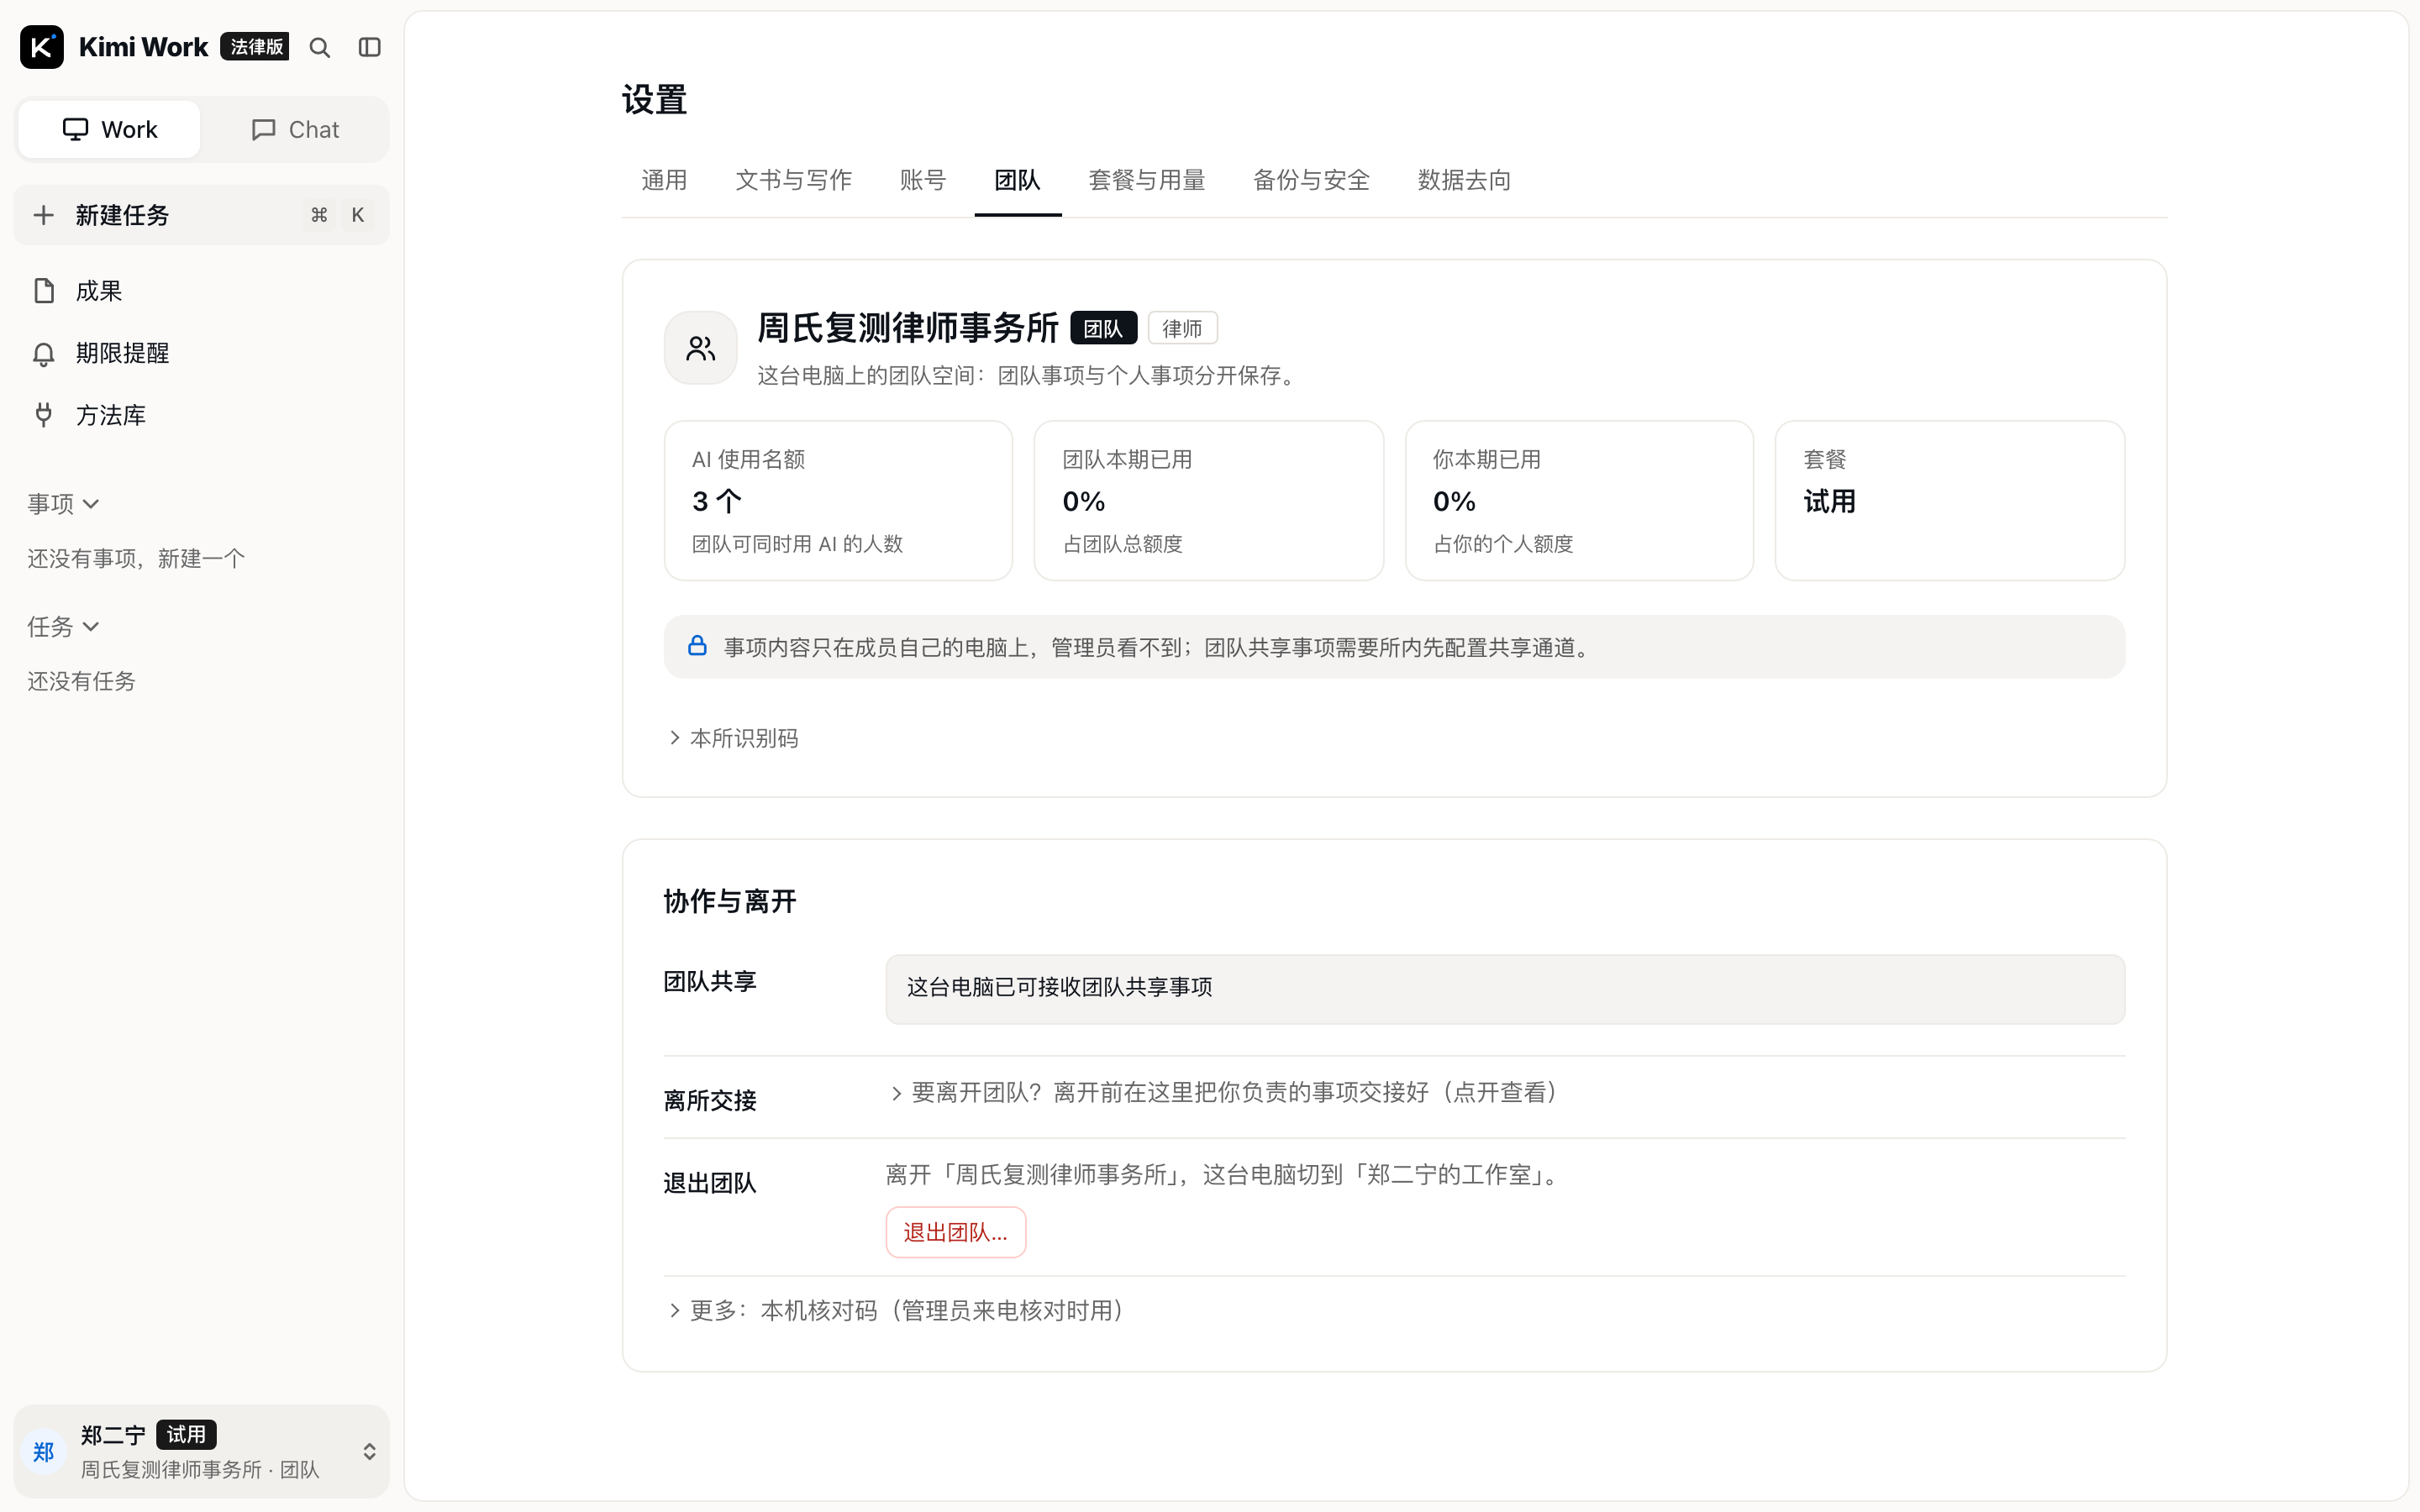 Kimi Work 法律版
Work Chat
新建任务 ⌘ K
成果
期限提醒
方法库
事项
还没有事项，新建一个
任务
还没有任务
郑
郑二宁 试用
周氏复测律师事务所 · 团队
设置
通用 文书与写作 账号 团队 套餐与用量 备份与安全 数据去向
周氏复测律师事务所 团队 律师
这台电脑上的团队空间：团队事项与个人事项分开保存。
AI 使用名额
3 个
团队可同时用 AI 的人数
团队本期已用
0%
占团队总额度
你本期已用
0%
占你的个人额度
套餐
试用
事项内容只在成员自己的电脑上，管理员看不到；团队共享事项需要所内先配置共享通道。
本所识别码
协作与离开
团队共享 这台电脑已可接收团队共享事项
离所交接 要离开团队？离开前在这里把你负责的事项交接好（点开查看）
退出团队 离开「周氏复测律师事务所」，这台电脑切到「郑二宁的工作室」。
退出团队...
更多：本机核对码（管理员来电核对时用）